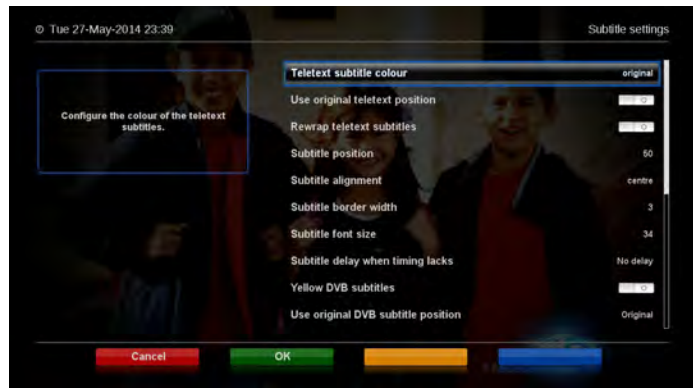 Tue 27-May-2014 23:39
Subtitle settings
Configure the colour of the teletext
subtitles.
Teletext subtitle colour original
Use original teletext position
Rewrap teletext subtitles
Subtitle position 50
Subtitle alignment centre
Subtitle border width 3
Subtitle font size 34
Subtitle delay when timing lacks No delay
Yellow DVB subtitles
Use original DVB subtitle position Original
Cancel OK